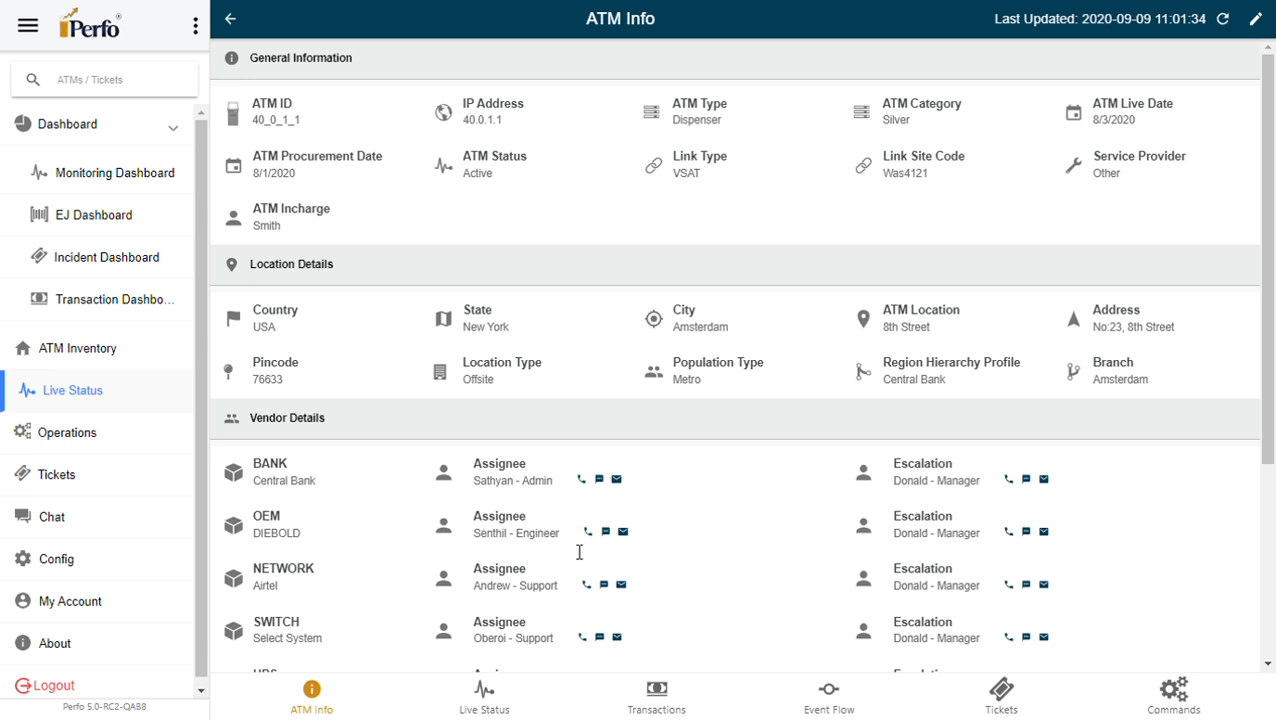 Perfo®
ATMs / Tickets
Dashboard
Monitoring Dashboard
EJ Dashboard
Incident Dashboard
Transaction Dashbo...
ATM Inventory
Live Status
Operations
Tickets
Chat
Config
My Account
About
Logout
Perfo 5.0-RC2-QAB8
ATM Info
Last Updated: 2020-09-09 11:01:34
General Information
ATM ID
40_0_1_1
IP Address
40.0.1.1
ATM Type
Dispenser
ATM Category
Silver
ATM Live Date
8/3/2020
ATM Procurement Date
8/1/2020
ATM Status
Active
Link Type
VSAT
Link Site Code
Was4121
Service Provider
Other
ATM Incharge
Smith
Location Details
Country
USA
State
New York
City
Amsterdam
ATM Location
8th Street
Address
No:23, 8th Street
Pincode
76633
Location Type
Offsite
Population Type
Metro
Region Hierarchy Profile
Central Bank
Branch
Amsterdam
Vendor Details
BANK
Central Bank
Assignee
Sathyan - Admin
Escalation
Donald - Manager
OEM
DIEBOLD
Assignee
Senthil - Engineer
Escalation
Donald - Manager
NETWORK
Airtel
Assignee
Andrew - Support
Escalation
Donald - Manager
SWITCH
Select System
Assignee
Oberoi - Support
Escalation
Donald - Manager
ATM info
Live Status
Transactions
Event Flow
Tickets
Commands